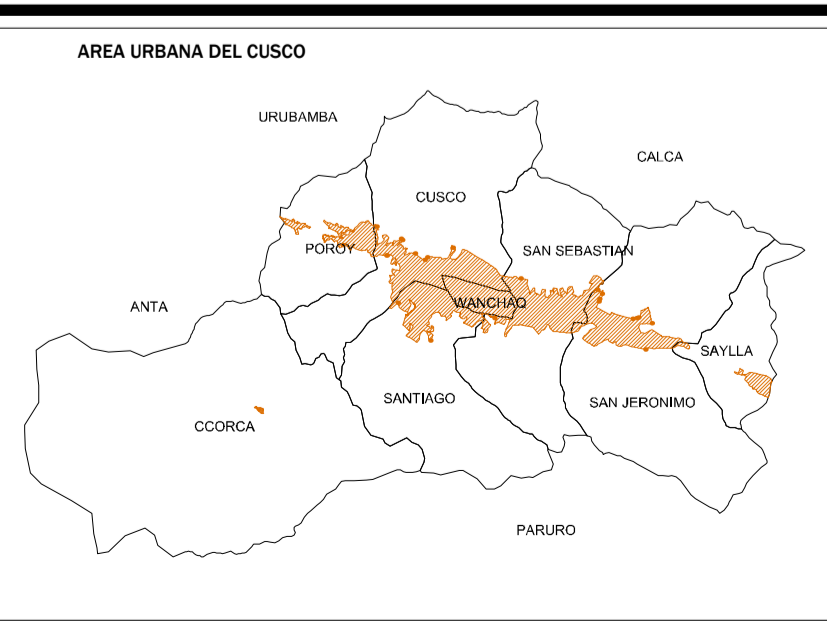 AREA URBANA DEL CUSCO
URUBAMBA
CALCA
CUSCO
SAN SEBASTIAN
POROY
ANTA
WANCHAQ
SAYLLA
SANTIAGO
SAN JERONIMO
CCORCA
PARURO